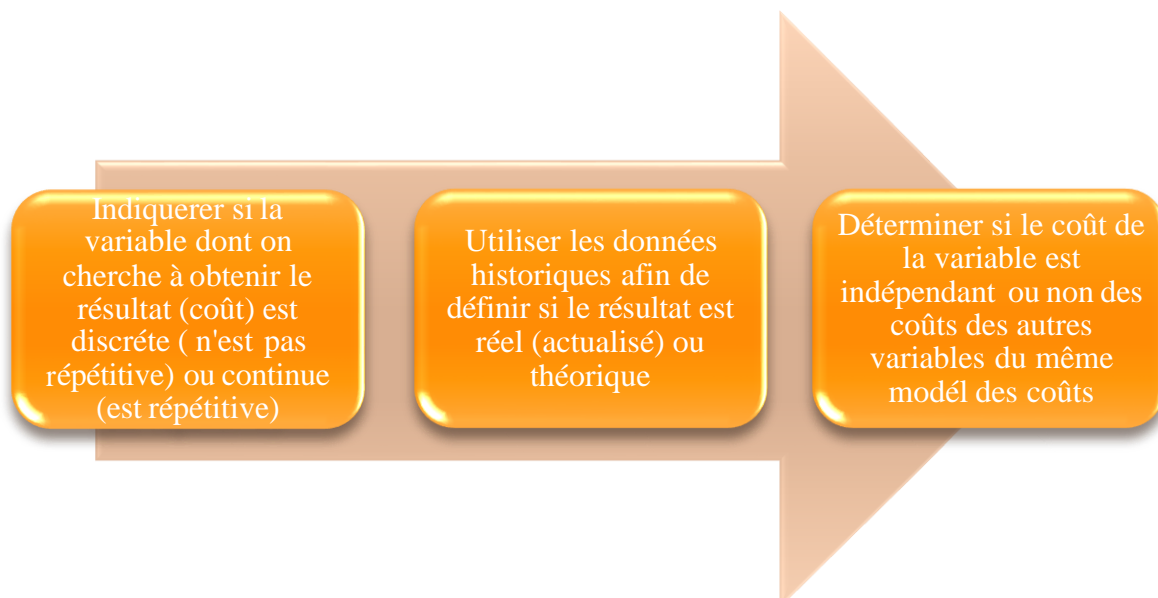 Indiquerer si la
variable dont on
cherche à obtenir le
résultat (coût) est
discréte ( n'est pas
répétitive) ou continue
(est répétitive)
Utiliser les données
historiques afin de
définir si le résultat est
réel (actualisé) ou
théorique
Déterminer si le coût de
la variable est
indépendant ou non des
coûts des autres
variables du même
modél des coûts